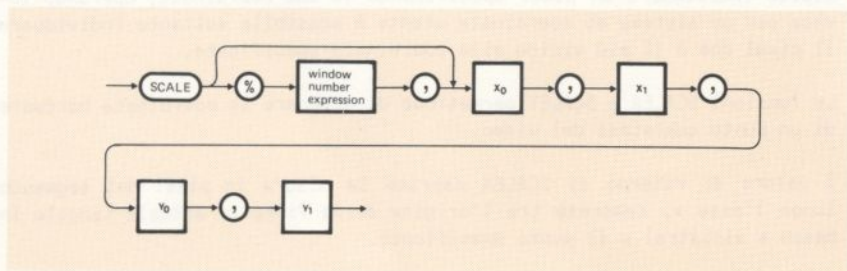 SCALE % window number expression , x₀ , x₁ ,
y₀ , y₁